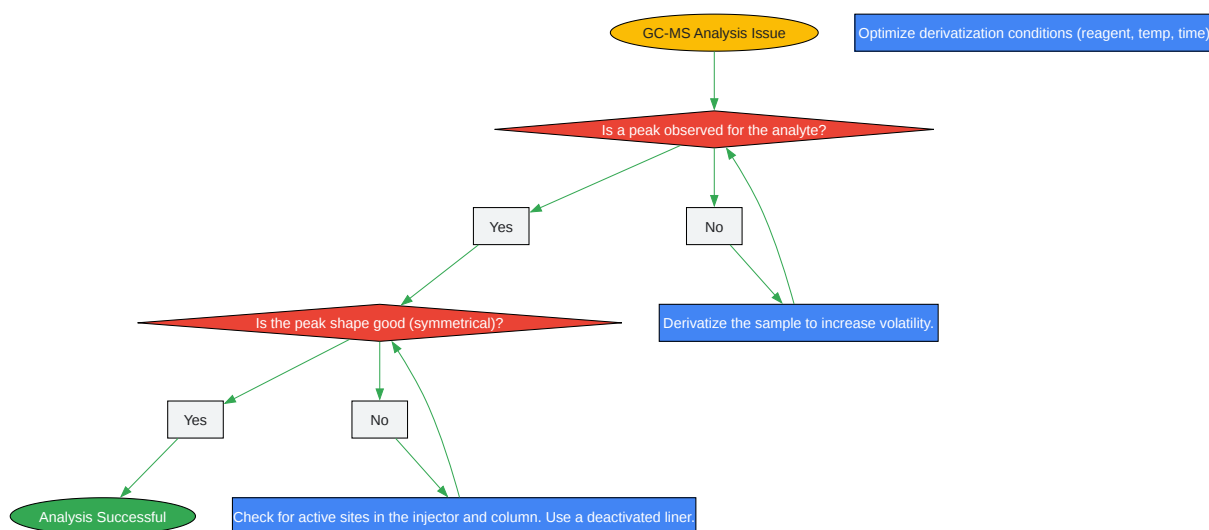 GC-MS Analysis Issue
Optimize derivatization conditions (reagent, temp, time)
Is a peak observed for the analyte?
Yes
No
Is the peak shape good (symmetrical)?
Derivatize the sample to increase volatility.
Yes
No
Analysis Successful
Check for active sites in the injector and column. Use a deactivated liner.